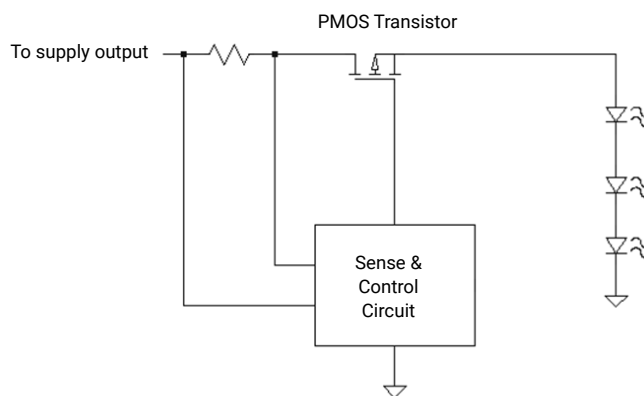 PMOS Transistor
To supply output
Sense &
Control
Circuit